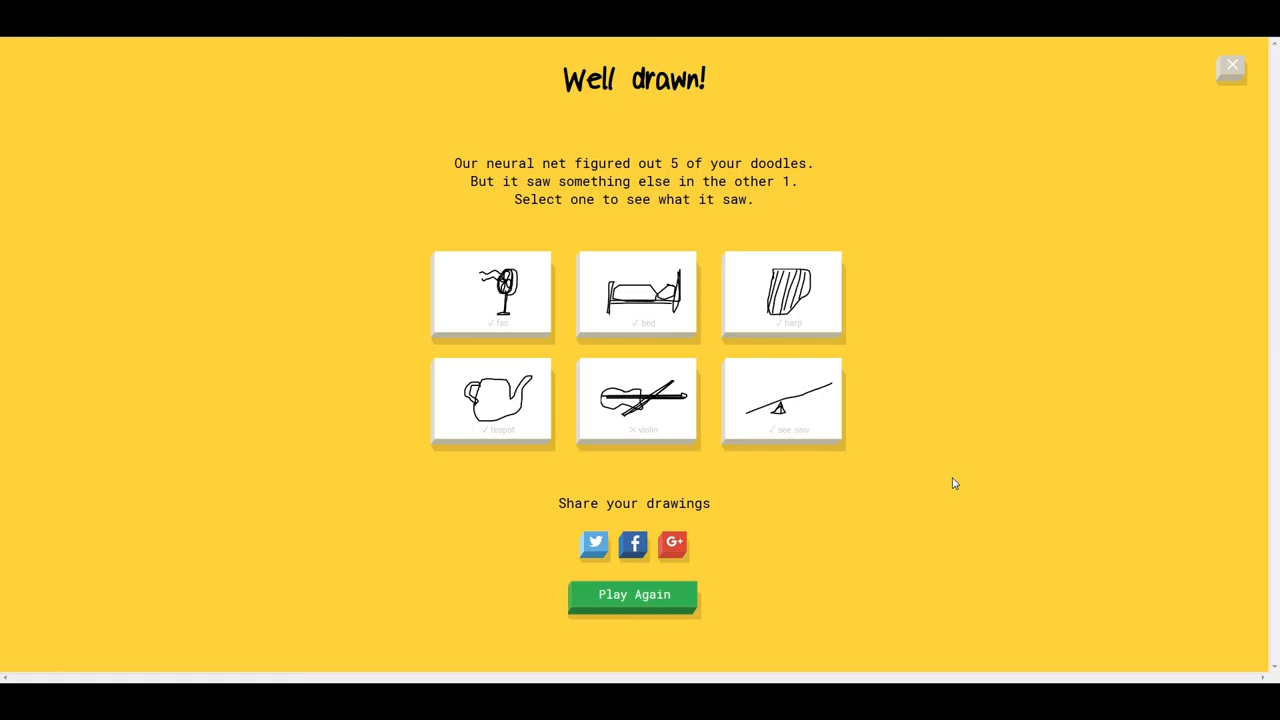 Well drawn!
Our neural net figured out 5 of your doodles.
But it saw something else in the other 1.
Select one to see what it saw.
✓ fan
✓ bed
✓ harp
✓ teapot
✕ violin
✓ see saw
Share your drawings
f
G+
Play Again